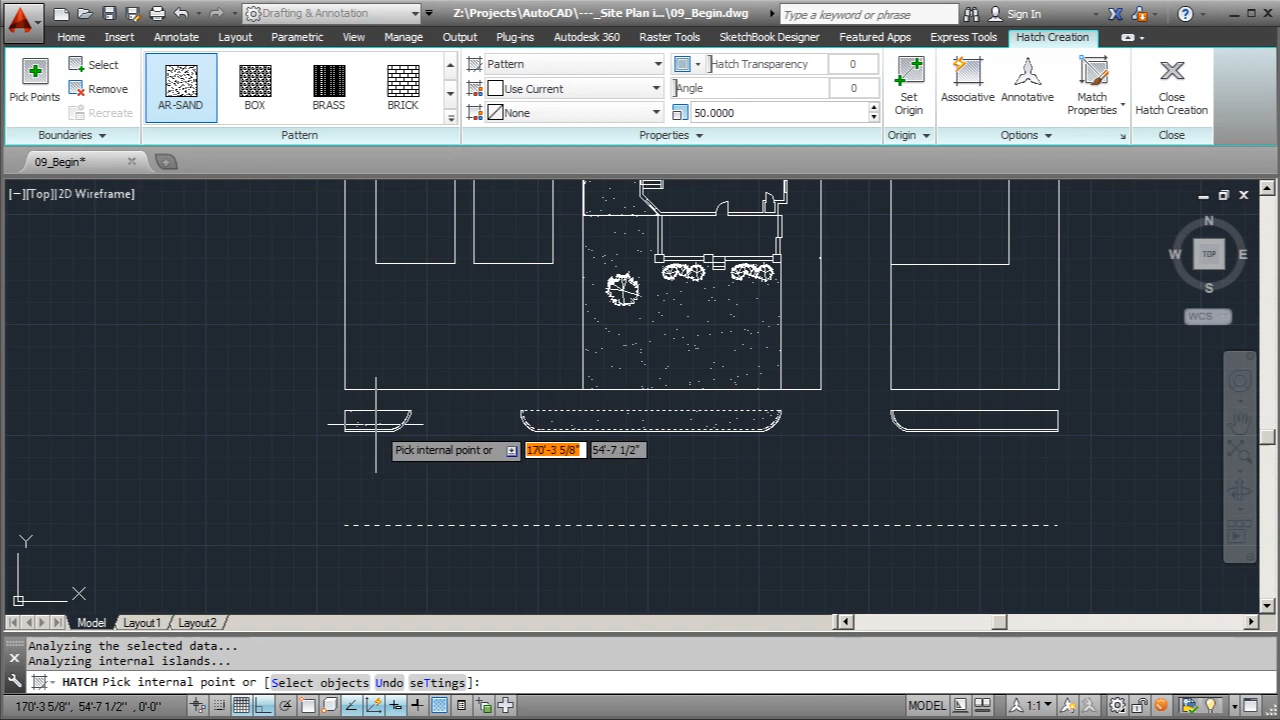 Drafting & Annotation
Z:\Projects\AutoCAD\---_Site Plan i...\09_Begin.dwg
Type a keyword or phrase
Sign In
Home Insert Annotate Layout Parametric View Manage Output Plug-ins Autodesk 360 Raster Tools SketchBook Designer Featured Apps Express Tools Hatch Creation
Pick Points
Select
Remove
Recreate
Boundaries
AR-SAND
BOX
BRASS
BRICK
Pattern
Pattern
Use Current
None
Hatch Transparency 0
Angle 0
50.0000
Properties
Set Origin
Origin
Associative
Annotative
Match Properties
Options
Close Hatch Creation
Close
09_Begin*
[−][Top][2D Wireframe]
N
W TOP E
S
WCS
Pick internal point or 170'-3 5/8" 54'-7 1/2"
Y
X
Model Layout1 Layout2
Analyzing the selected data...
Analyzing internal islands...
HATCH Pick internal point or [Select objects Undo seTtings]:
170'-3 5/8", 54'-7 1/2" , 0'-0" MODEL 1:1